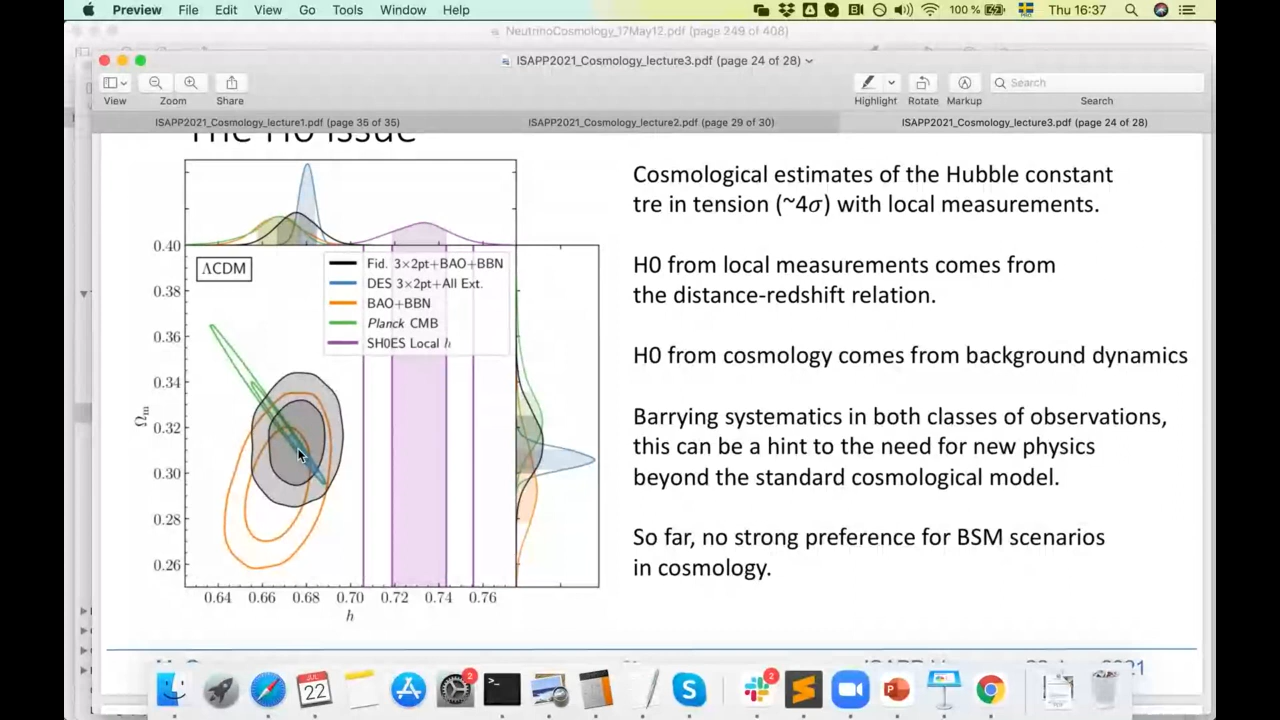 Preview File Edit View Go Tools Window Help 100 % Thu 16:37
NeutrinoCosmology_17May12.pdf (page 249 of 408)
ISAPP2021_Cosmology_lecture3.pdf (page 24 of 28)
Search
View Zoom Share Highlight Rotate Markup Search
ISAPP2021_Cosmology_lecture1.pdf (page 35 of 35) ISAPP2021_Cosmology_lecture2.pdf (page 29 of 30) ISAPP2021_Cosmology_lecture3.pdf (page 24 of 28)
The H0 issue
ΛCDM
Fid. 3×2pt+BAO+BBN
DES 3×2pt+All Ext.
BAO+BBN
Planck CMB
SH0ES Local h
0.40
0.38
0.36
0.34
0.32
0.30
0.28
0.26
Ωm
0.64 0.66 0.68 0.70 0.72 0.74 0.76
h
Cosmological estimates of the Hubble constant
tre in tension (~4σ) with local measurements.
H0 from local measurements comes from
the distance-redshift relation.
H0 from cosmology comes from background dynamics
Barrying systematics in both classes of observations,
this can be a hint to the need for new physics
beyond the standard cosmological model.
So far, no strong preference for BSM scenarios
in cosmology.
JUL
22
2
2